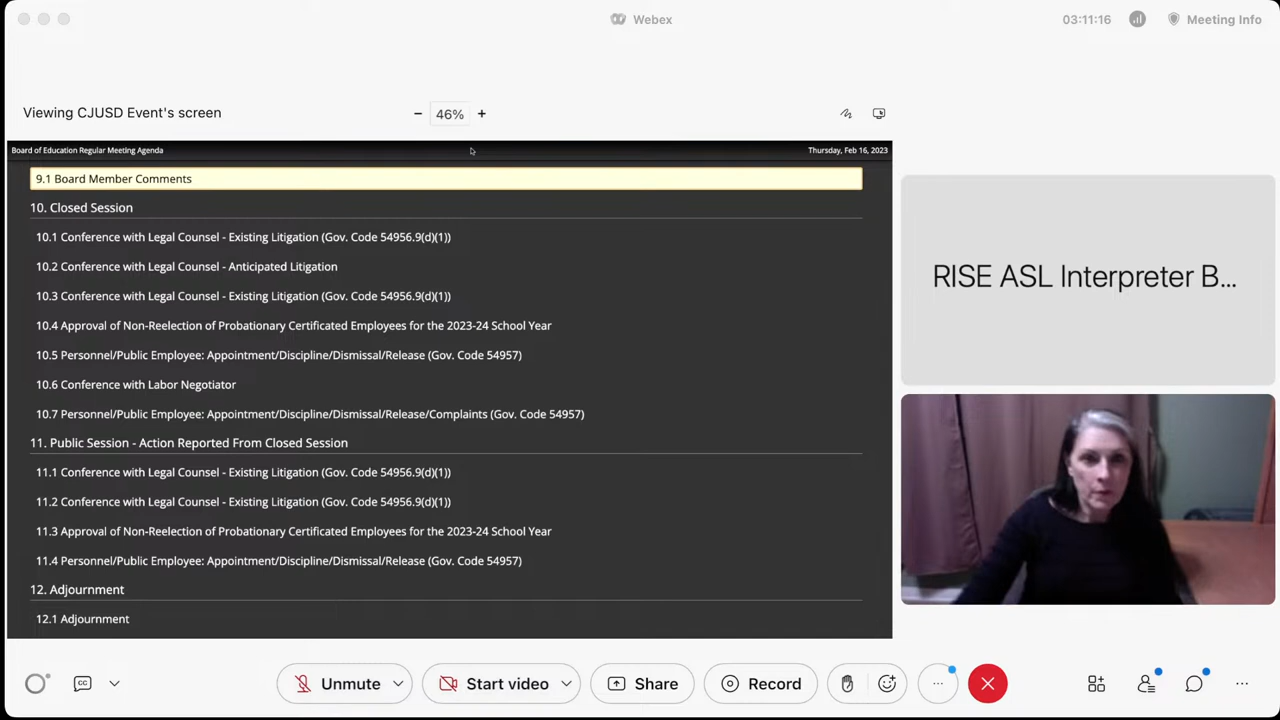 Webex
03:11:16
Meeting Info
Viewing CJUSD Event's screen
46%
Board of Education Regular Meeting Agenda
Thursday, Feb 16, 2023
9.1 Board Member Comments
10. Closed Session
10.1 Conference with Legal Counsel - Existing Litigation (Gov. Code 54956.9(d)(1))
10.2 Conference with Legal Counsel - Anticipated Litigation
10.3 Conference with Legal Counsel - Existing Litigation (Gov. Code 54956.9(d)(1))
10.4 Approval of Non-Reelection of Probationary Certificated Employees for the 2023-24 School Year
10.5 Personnel/Public Employee: Appointment/Discipline/Dismissal/Release (Gov. Code 54957)
10.6 Conference with Labor Negotiator
10.7 Personnel/Public Employee: Appointment/Discipline/Dismissal/Release/Complaints (Gov. Code 54957)
11. Public Session - Action Reported From Closed Session
11.1 Conference with Legal Counsel - Existing Litigation (Gov. Code 54956.9(d)(1))
11.2 Conference with Legal Counsel - Existing Litigation (Gov. Code 54956.9(d)(1))
11.3 Approval of Non-Reelection of Probationary Certificated Employees for the 2023-24 School Year
11.4 Personnel/Public Employee: Appointment/Discipline/Dismissal/Release (Gov. Code 54957)
12. Adjournment
12.1 Adjournment
RISE ASL Interpreter B...
CC
Unmute
Start video
Share
Record